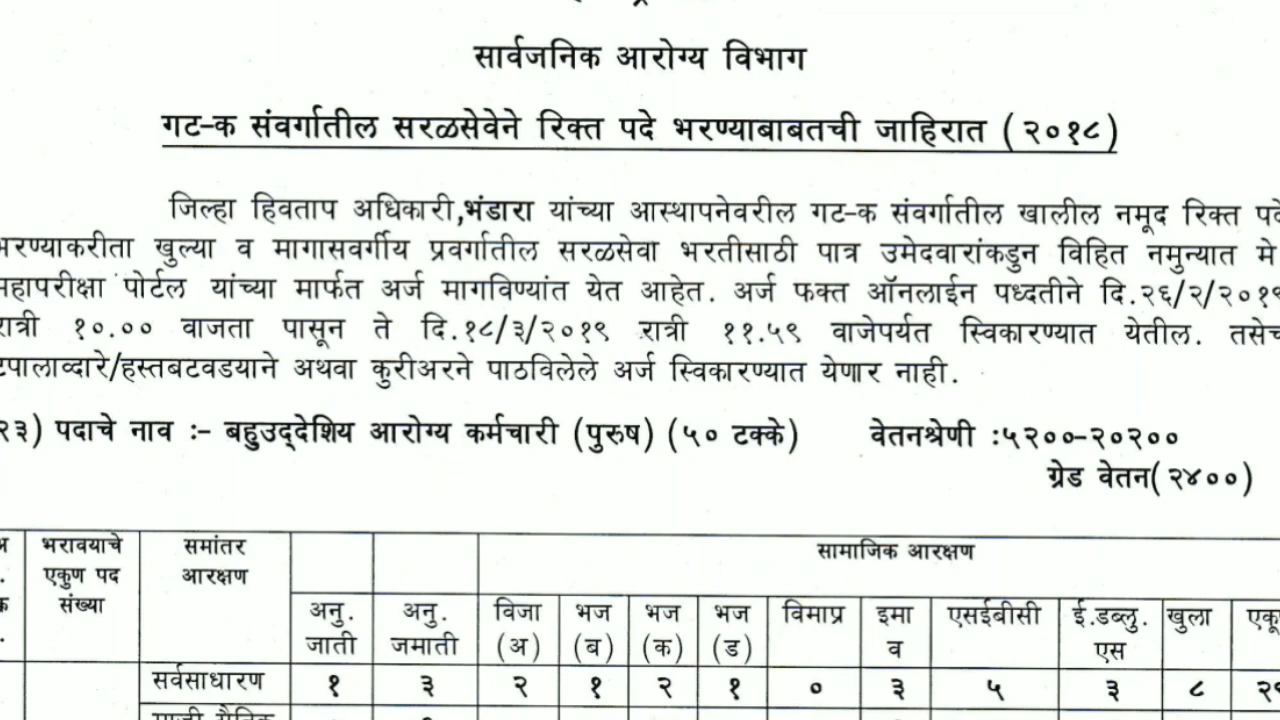 सार्वजनिक आरोग्य विभाग
गट-क संवर्गातील सरळसेवेने रिक्त पदे भरण्याबाबतची जाहिरात (२०१८)
जिल्हा हिवताप अधिकारी,भंडारा यांच्या आस्थापनेवरील गट-क संवर्गातील खालील नमूद रिक्त पदे
भरण्याकरीता खुल्या व मागासवर्गीय प्रवर्गातील सरळसेवा भरतीसाठी पात्र उमेदवारांकडुन विहित नमुन्यात मे
महापरीक्षा पोर्टल यांच्या मार्फत अर्ज मागविण्यांत येत आहेत. अर्ज फक्त ऑनलाईन पध्दतीने दि.२६/२/२०१९
रात्री १०.०० वाजता पासून ते दि.१८/३/२०१९ रात्री ११.५९ वाजेपर्यत स्विकारण्यात येतील. तसेच
टपालाव्दारे/हस्तबटवडयाने अथवा कुरीअरने पाठविलेले अर्ज स्विकारण्यात येणार नाही.
२३) पदाचे नाव :- बहुउद्देशिय आरोग्य कर्मचारी (पुरुष) (५० टक्के) वेतनश्रेणी :५२००-२०२००
ग्रेड वेतन(२४००)
भरावयाचे एकुण पद संख्या
समांतर आरक्षण
सामाजिक आरक्षण
अनु. जाती
अनु. जमाती
विजा (अ)
भज (ब)
भज (क)
भज (ड)
विमाप्र
इमाव
एसईबीसी
ई.डब्लु. एस
खुला
सर्वसाधारण १ ३ २ १ २ १ ० ३ ५ ३ ८